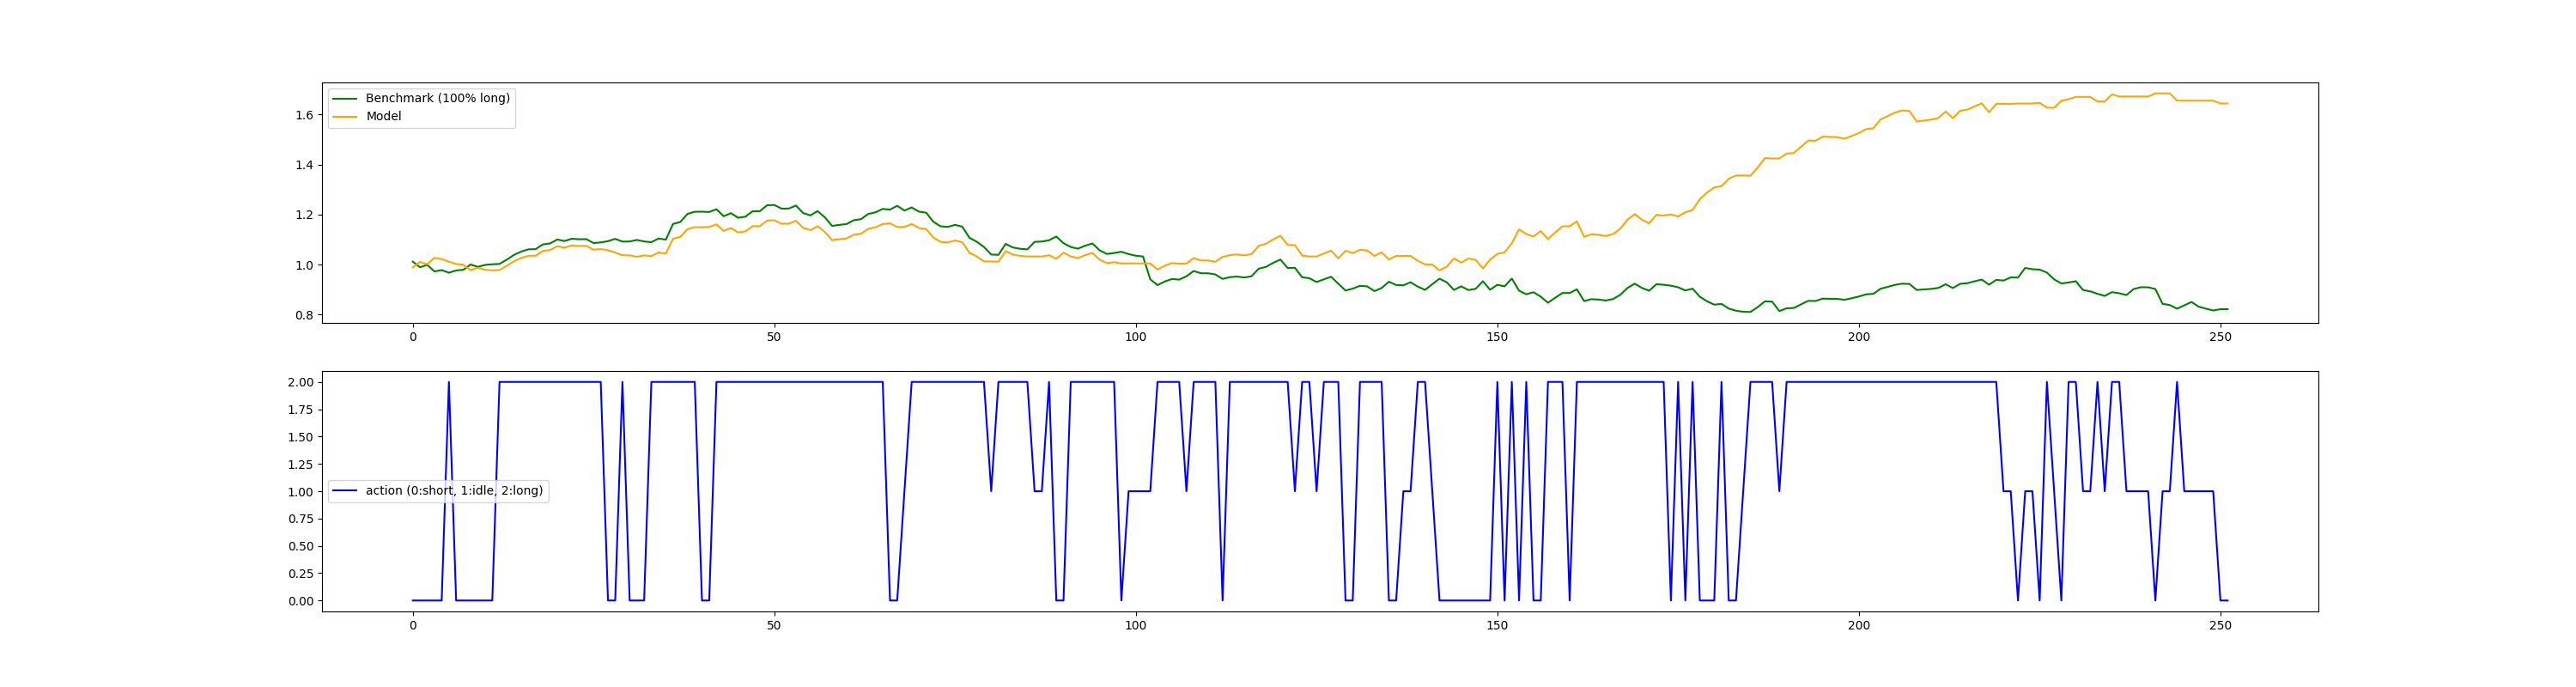 Benchmark (100% long)
Model
1.6
1.4
1.2
1.0
0.8
0 50 100 150 200 250
2.00
1.75
1.50
1.25
1.00
0.75
0.50
0.25
0.00
action (0:short, 1:idle, 2:long)
0 50 100 150 200 250